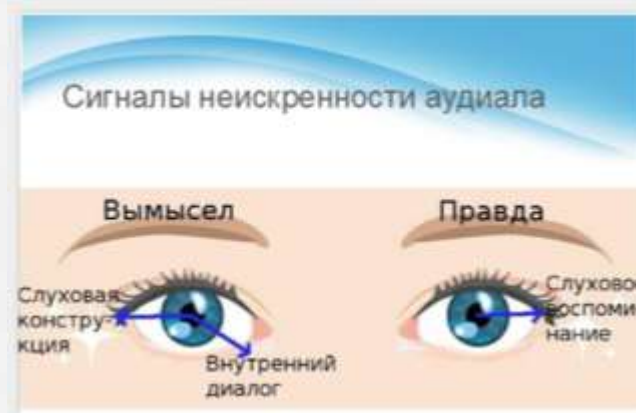 Сигналы неискренности аудиала
Вымысел
Правда
Слуховая
констру-
кция
Внутренний
диалог
Слухово
воспоми
нание